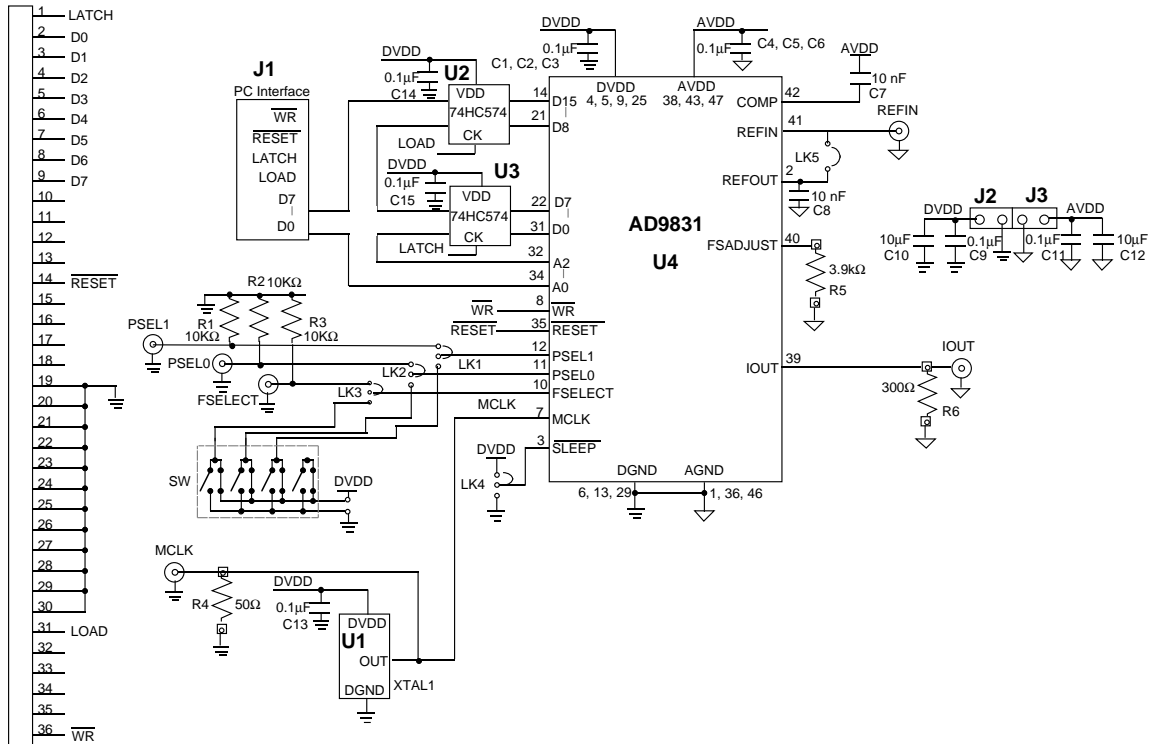 1 LATCH
2 D0
3 D1
4 D2
5 D3
6 D4
7 D5
8 D6
9 D7
10
11
12
13
14 RESET
15
16
17
18
19
20
21
22
23
24
25
26
27
28
29
30
31 LOAD
32
33
34
35
36 WR
J1
PC Interface
WR
RESET
LATCH
LOAD
D7
D0
DVDD
0.1µF
C14
U2
VDD
74HC574
CK
LOAD
DVDD
0.1µF
C15
U3
VDD
74HC574
CK
LATCH
DVDD
0.1µF
C1, C2, C3
AVDD
0.1µF
C4, C5, C6
DVDD
4, 5, 9, 25
AVDD
38, 43, 47
14 D15
21 D8
22 D7
31 D0
32 A2
34 A0
WR 8 WR
RESET 35 RESET
12 PSEL1
11 PSEL0
10 FSELECT
MCLK 7 MCLK
3 SLEEP
AD9831
U4
DGND
6, 13, 29
AGND
1, 36, 46
COMP 42
AVDD
10 nF
C7
REFIN 41
REFIN
LK5
REFOUT 2
10 nF
C8
FSADJUST 40
3.9kΩ
R5
IOUT 39
IOUT
300Ω
R6
J2 J3
DVDD
AVDD
10µF
C10
0.1µF
C9
0.1µF
C11
10µF
C12
R2 10KΩ
R1
10KΩ
R3
10KΩ
PSEL1
PSEL0
FSELECT
LK1
LK2
LK3
SW
DVDD
DVDD
LK4
MCLK
R4 50Ω
DVDD
0.1µF
C13
DVDD
U1
OUT
DGND
XTAL1